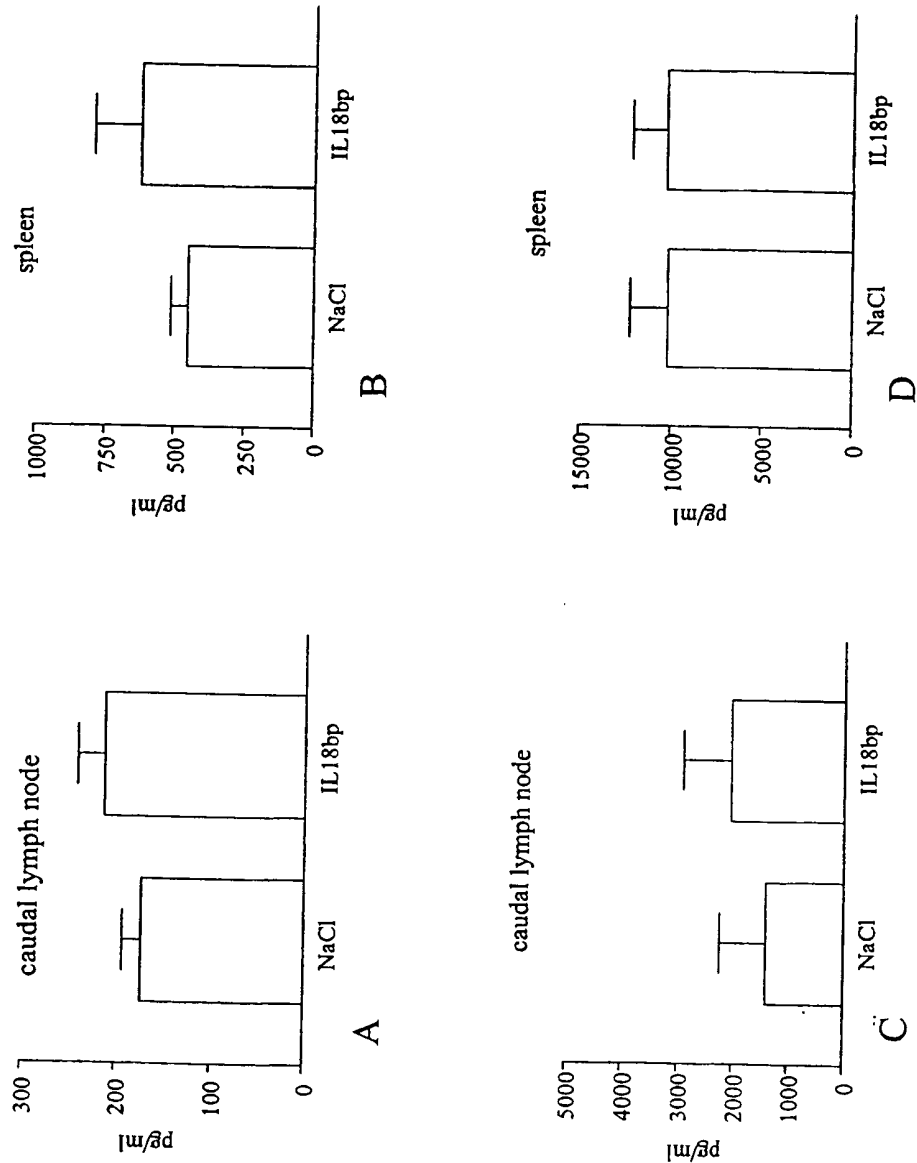 caudal lymph node
pg/ml
300
200
100
0
NaCl
IL18bp
A
spleen
pg/ml
1000
750
500
250
0
NaCl
IL18bp
B
caudal lymph node
pg/ml
5000
4000
3000
2000
1000
0
NaCl
IL18bp
C
spleen
pg/ml
15000
10000
5000
0
NaCl
IL18bp
D